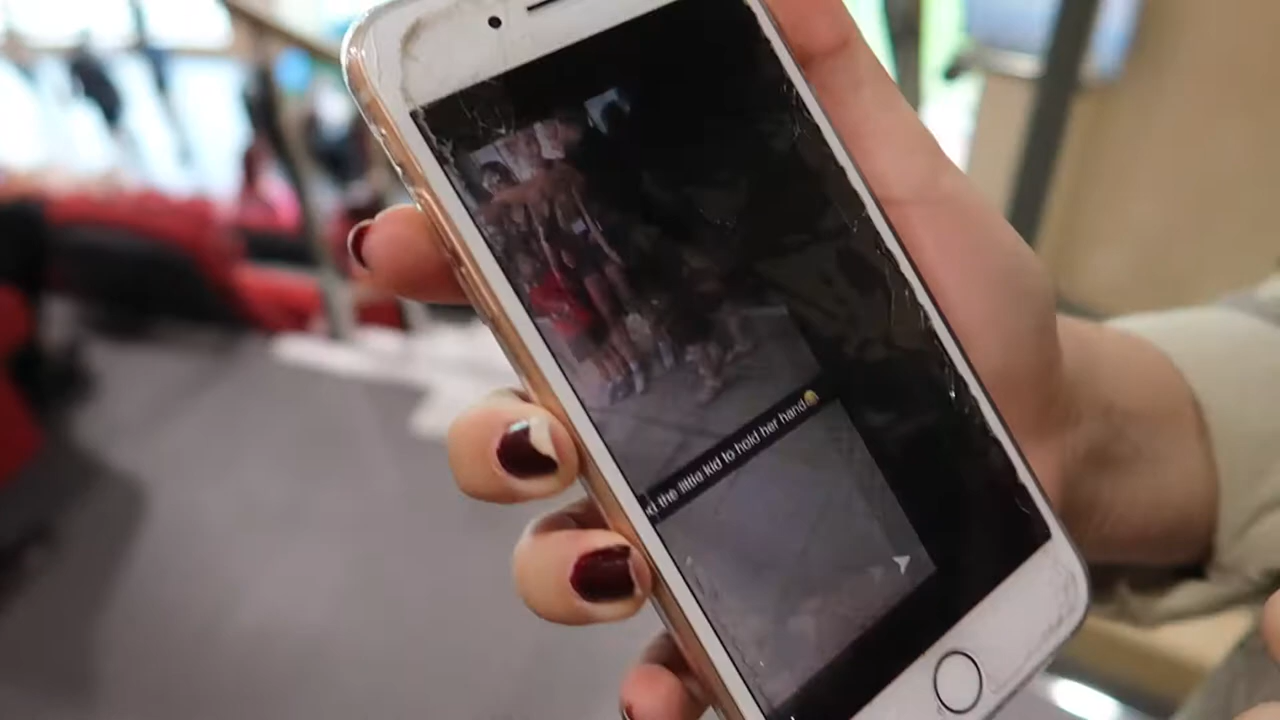 the little kid to hold her hand😂